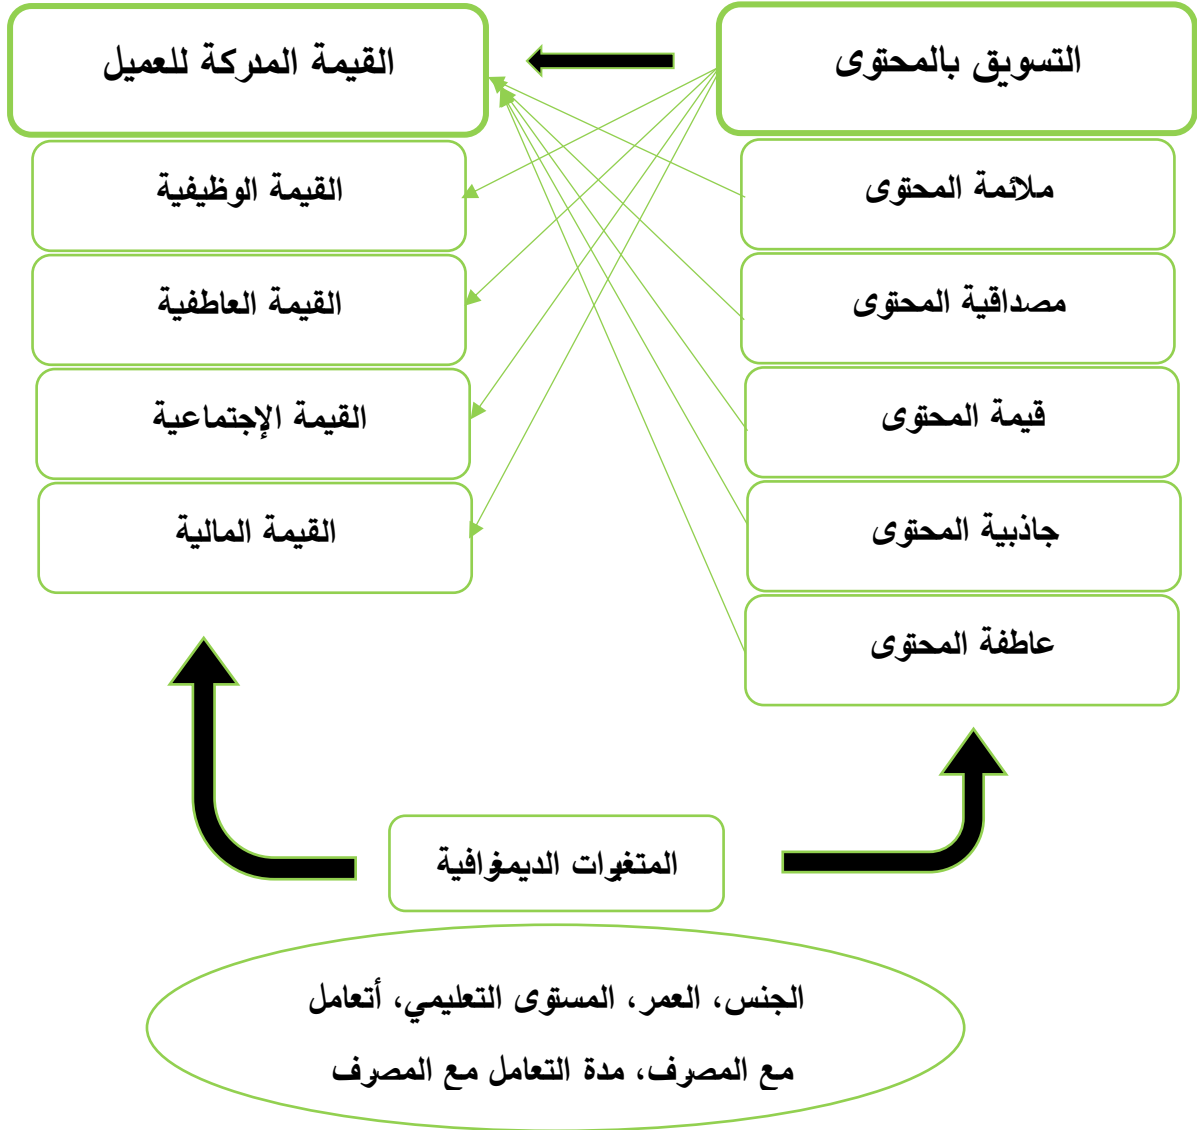 التسويق بالمحتوى
ملائمة المحتوى
مصداقية المحتوى
قيمة المحتوى
جاذبية المحتوى
عاطفة المحتوى
القيمة المدركة للعميل
القيمة الوظيفية
القيمة العاطفية
القيمة الإجتماعية
القيمة المالية
المتغيرات الديمغرافية
الجنس، العمر، المستوى التعليمي، أتعامل
مع المصرف، مدة التعامل مع المصرف